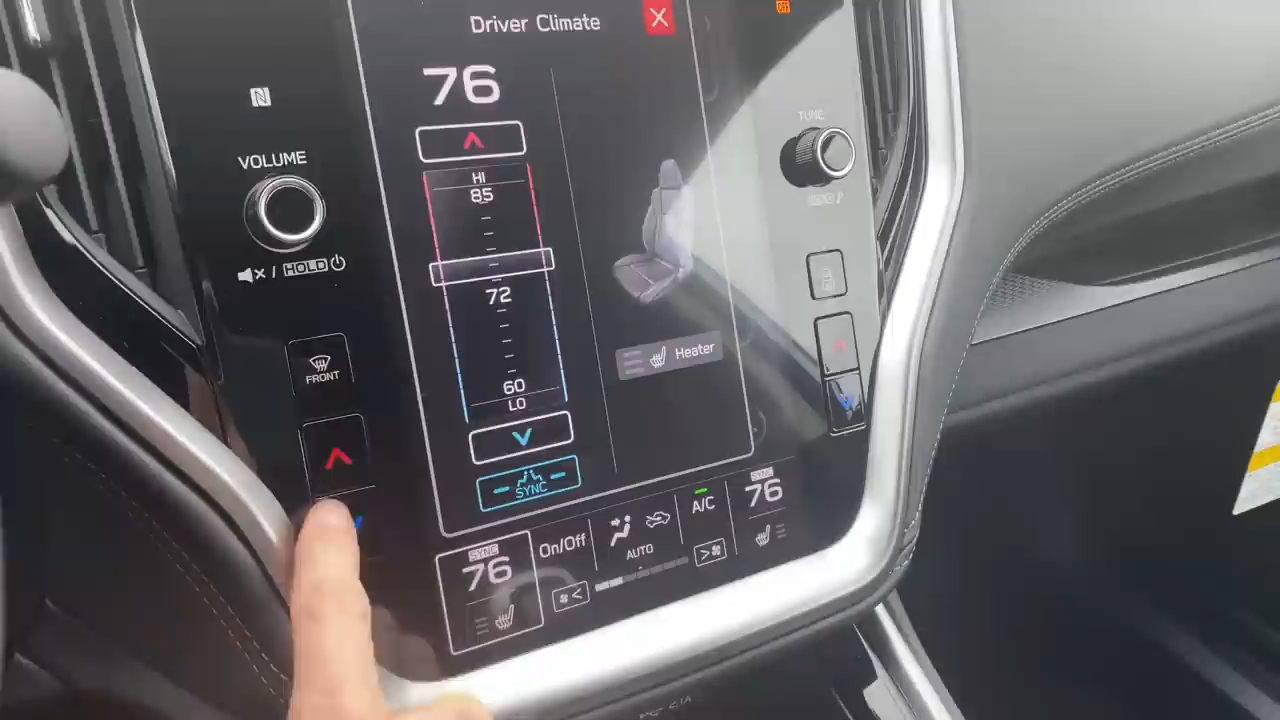 Driver Climate
OFF
76
TUNE
VOLUME
HI
85
HOLD
72
FRONT
Heater
60
LO
SYNC
SYNC
76
On/Off
AUTO
A/C
SYNC
76